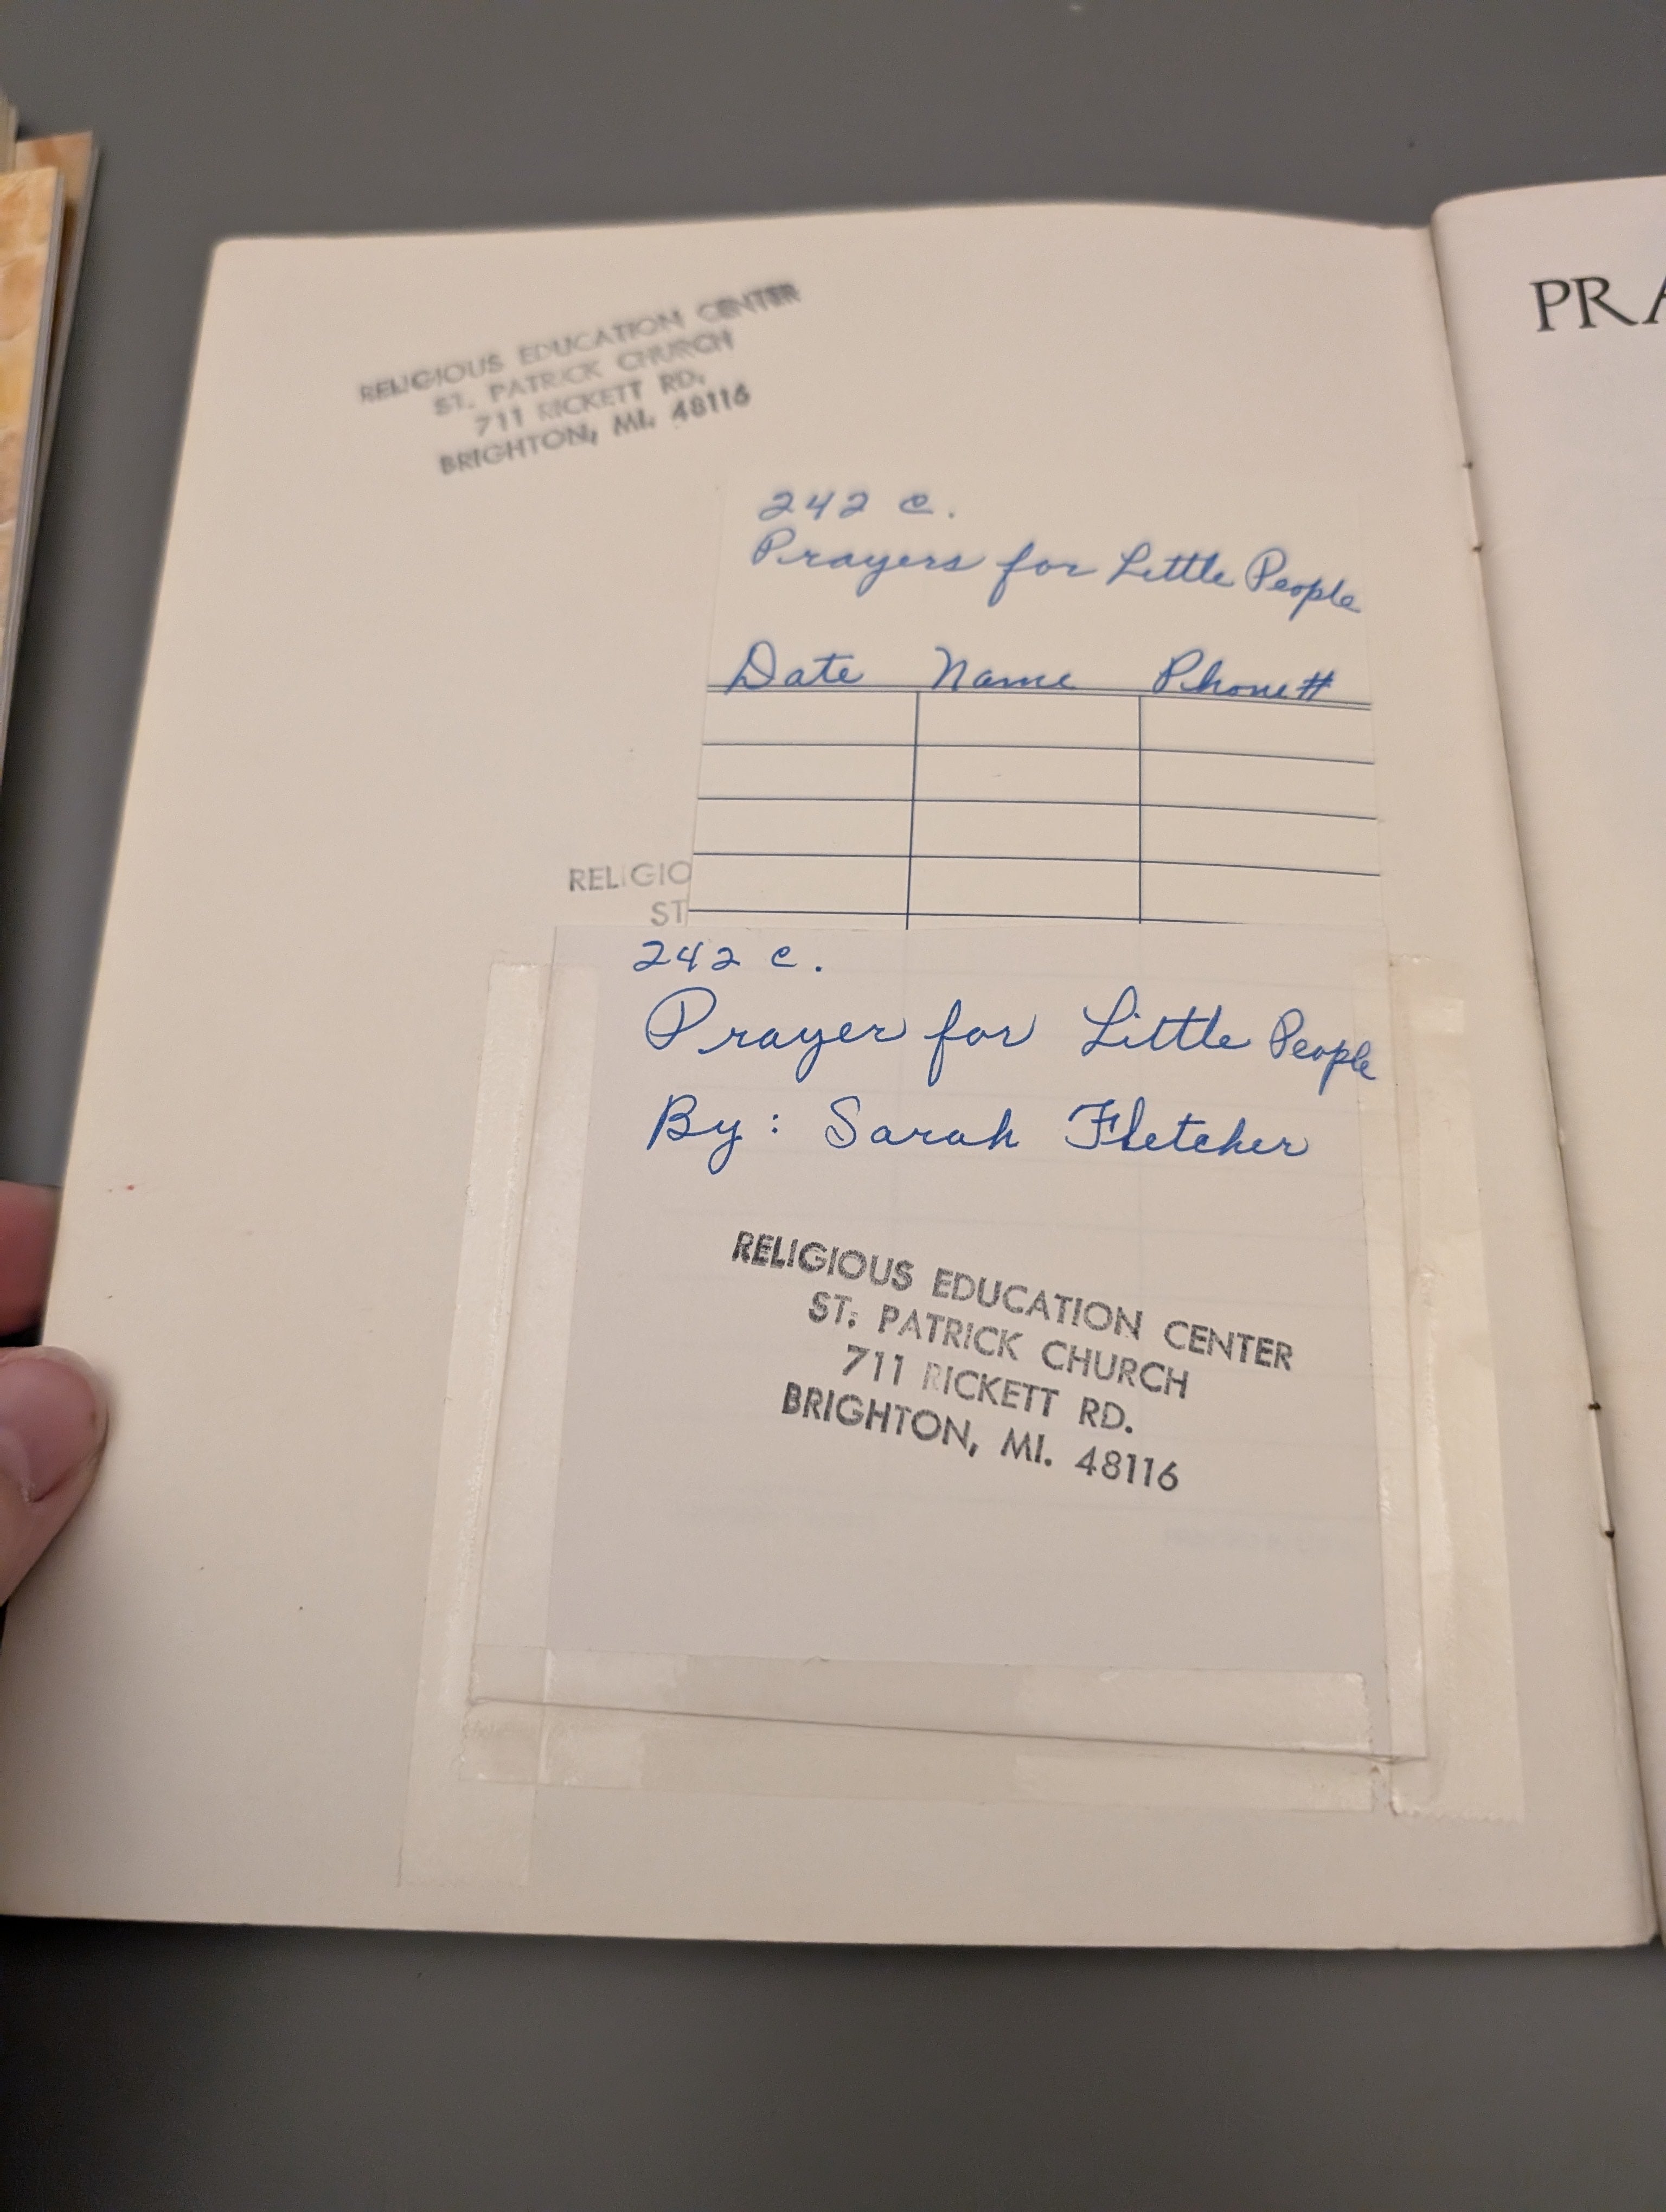 RELIGIOUS EDUCATION CENTER
ST. PATRICK CHURCH
711 RICKETT RD.
BRIGHTON, MI. 48116
PRA
242 c.
Prayers for Little People
Date Name Phone#
RELIGIO
ST
242 c.
Prayer for Little People
By: Sarah Fletcher
RELIGIOUS EDUCATION CENTER
ST. PATRICK CHURCH
711 RICKETT RD.
BRIGHTON, MI. 48116